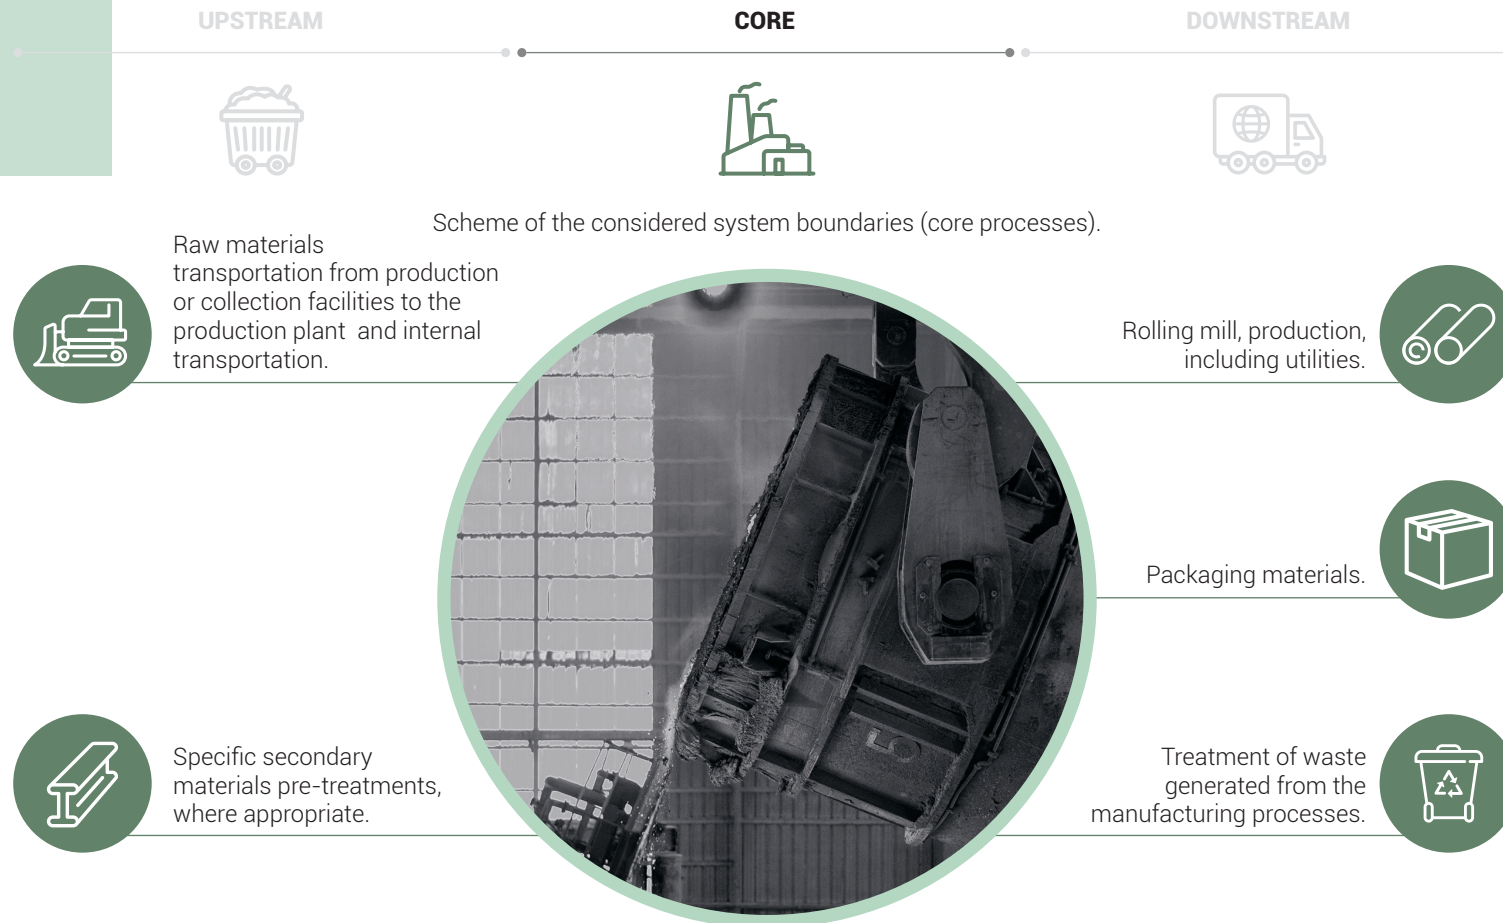 UPSTREAM
CORE
DOWNSTREAM
Scheme of the considered system boundaries (core processes).
Raw materials
transportation from production
or collection facilities to the
production plant  and internal
transportation.
Rolling mill, production,
including utilities.
Packaging materials.
Specific secondary
materials pre-treatments,
where appropriate.
Treatment of waste
generated from the
manufacturing processes.
5